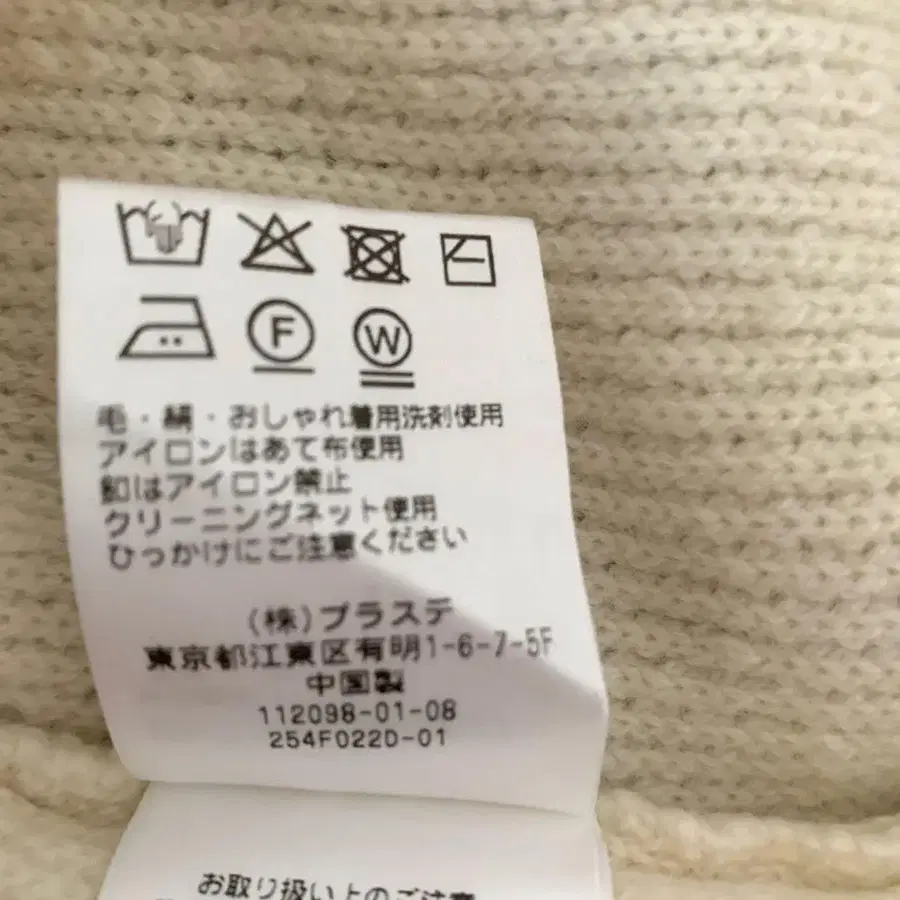 F
W
毛・絹・おしゃれ着用洗剤使用
アイロンはあて布使用
釦はアイロン禁止
クリーニングネット使用
ひっかけにご注意ください
(株)プラステ
東京都江東区有明1-6-7-5F
中国製
112098-01-08
254F022D-01
お取り扱い上のご注意